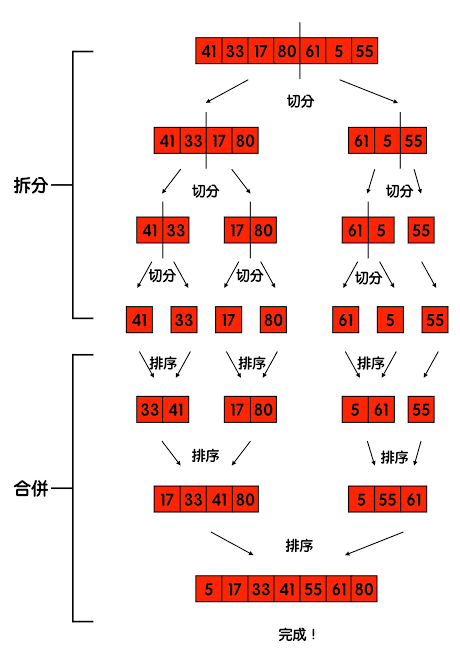 41 33 17 80 61 5 55
切分
41 33 17 80 61 5 55
拆分
切分 切分
41 33 17 80 61 5 55
切分 切分 切分
41 33 17 80 61 5 55
排序 排序 排序
33 41 17 80 5 61 55
排序 排序
合併
17 33 41 80 5 55 61
排序
5 17 33 41 55 61 80
完成！